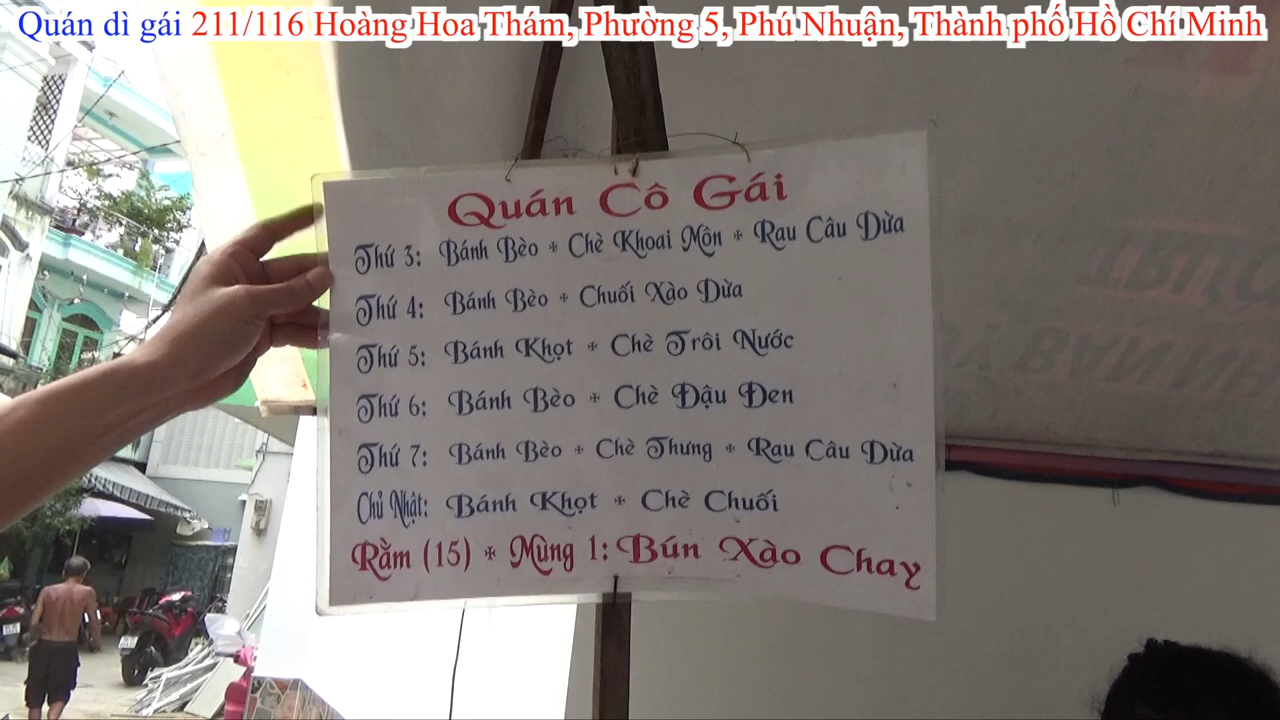 Quán dì gái 211/116 Hoàng Hoa Thám, Phường 5, Phú Nhuận, Thành phố Hồ Chí Minh
Quán Cô Gái
Thứ 3: Bánh Bèo + Chè Khoai Môn + Rau Câu Dừa
Thứ 4: Bánh Bèo + Chuối Xào Dừa
Thứ 5: Bánh Khọt + Chè Trôi Nước
Thứ 6: Bánh Bèo + Chè Đậu Đen
Thứ 7: Bánh Bèo + Chè Thưng + Rau Câu Dừa
Chủ Nhật: Bánh Khọt + Chè Chuối
Rằm (15) + Mùng 1: Bún Xào Chay